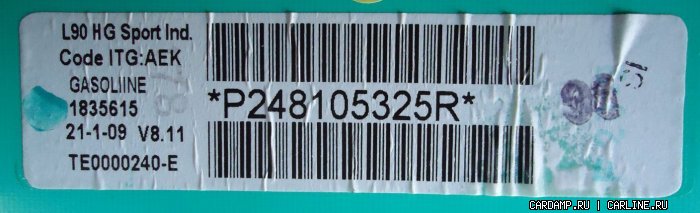 L90 HG Sport Ind.
Code ITG:AEK
GASOLIINE
1835615
21-1-09 V8.11
TE0000240-E
*P248105325R*
CARDAMP.RU | CARLINE.RU